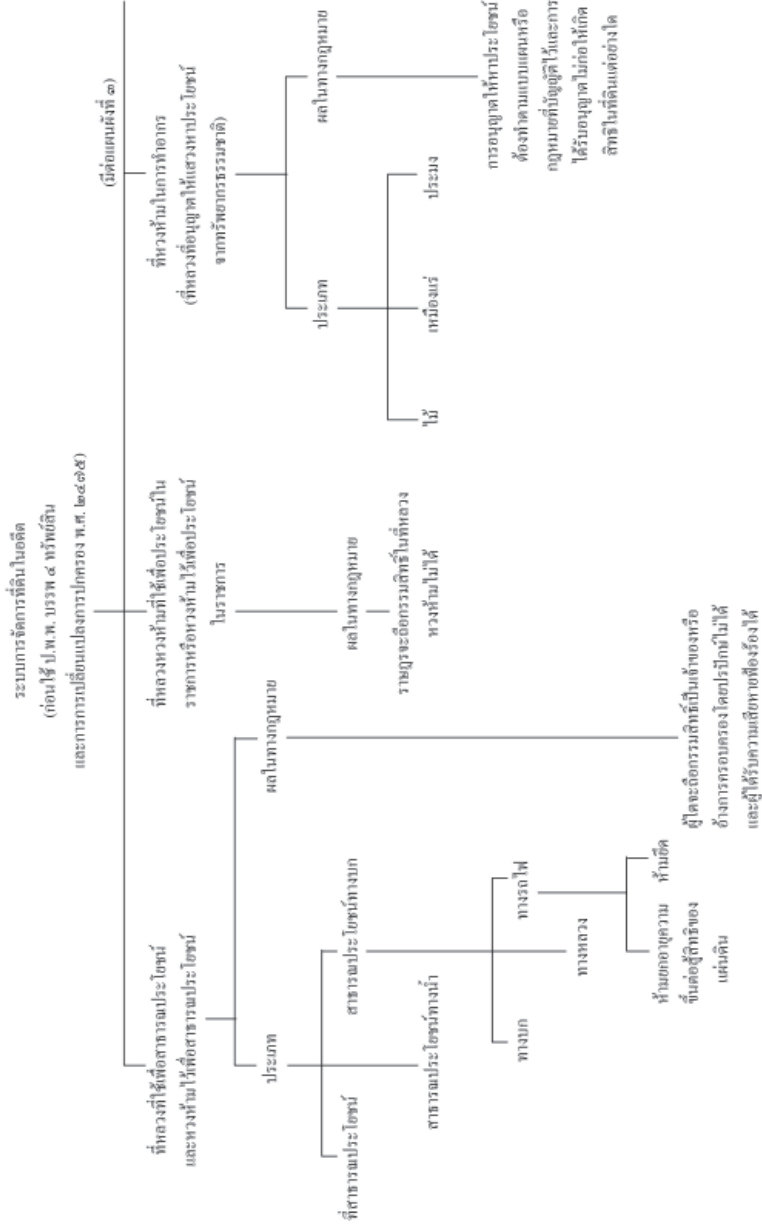 ระบบการจัดการที่ดินในอดีต
(ก่อนใช้ ป.พ.พ. บรรพ ๔ ทรัพย์สิน
และการการเปลี่ยนแปลงการปกครอง พ.ศ. ๒๔๗๕)
(มีต่อแผนผังที่ ๓)
ที่หลวงที่ใช้เพื่อสาธารณประโยชน์
และหวงห้ามไว้เพื่อสาธารณประโยชน์
ประเภท
ที่สาธารณประโยชน์
สาธารณประโยชน์ทางน้ำ
สาธารณประโยชน์ทางบก
ทางบก
ทางหลวง
ทางรถไฟ
ห้ามยกอายุความ
ขึ้นต่อสู้สิทธิของ
แผ่นดิน
ห้ามยึด
ผลในทางกฎหมาย
ผู้ใดจะถือกรรมสิทธิ์เป็นเจ้าของหรือ
อ้างการครอบครองโดยปรปักษ์ไม่ได้
และผู้ได้รับความเสียหายฟ้องร้องได้
ที่หลวงหวงห้ามที่ใช้เพื่อประโยชน์ใน
ราชการหรือหวงห้ามไว้เพื่อประโยชน์
ในราชการ
ผลในทางกฎหมาย
ราษฎรจะถือกรรมสิทธิ์ในที่หลวง
หวงห้ามไม่ได้
ที่หวงห้ามในการทำอากร
(ที่หลวงที่อนุญาตให้แสวงหาประโยชน์
จากทรัพยากรธรรมชาติ)
ประเภท
ไม้
เหมืองแร่
ประมง
ผลในทางกฎหมาย
การอนุญาตให้หาประโยชน์
ต้องทำตามแบบแผนหรือ
กฎหมายที่บัญญัติไว้และการ
ได้รับอนุญาตไม่ก่อให้เกิด
สิทธิในที่ดินแต่อย่างใด